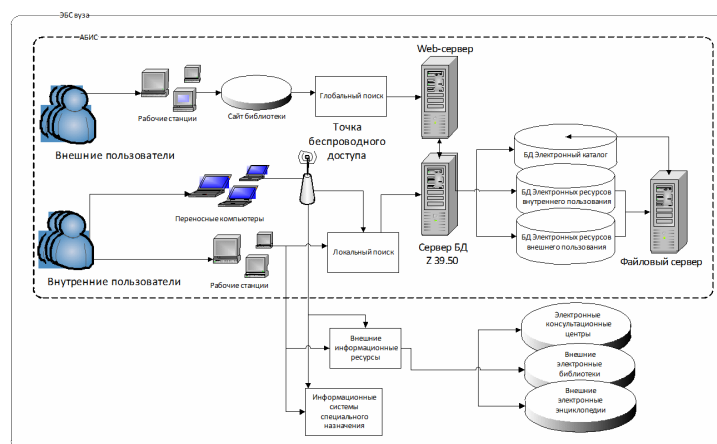 ЭБС вуза
АБИС
Web-сервер
Глобальный поиск
Рабочие станции
Сайт библиотеки
Внешние пользователи
Точка
беспроводного
доступа
БД Электронный каталог
БД Электронных ресурсов
внутреннего пользования
БД Электронных ресурсов
внешнего пользования
Переносные компьютеры
Локальный поиск
Сервер БД
Z 39.50
Файловый сервер
Внутренние пользователи
Рабочие станции
Электронные
консультационные
центры
Внешние
информационные
ресурсы
Внешние
электронные
библиотеки
Информационные
системы
специального
назначения
Внешние
электронные
энциклопедии